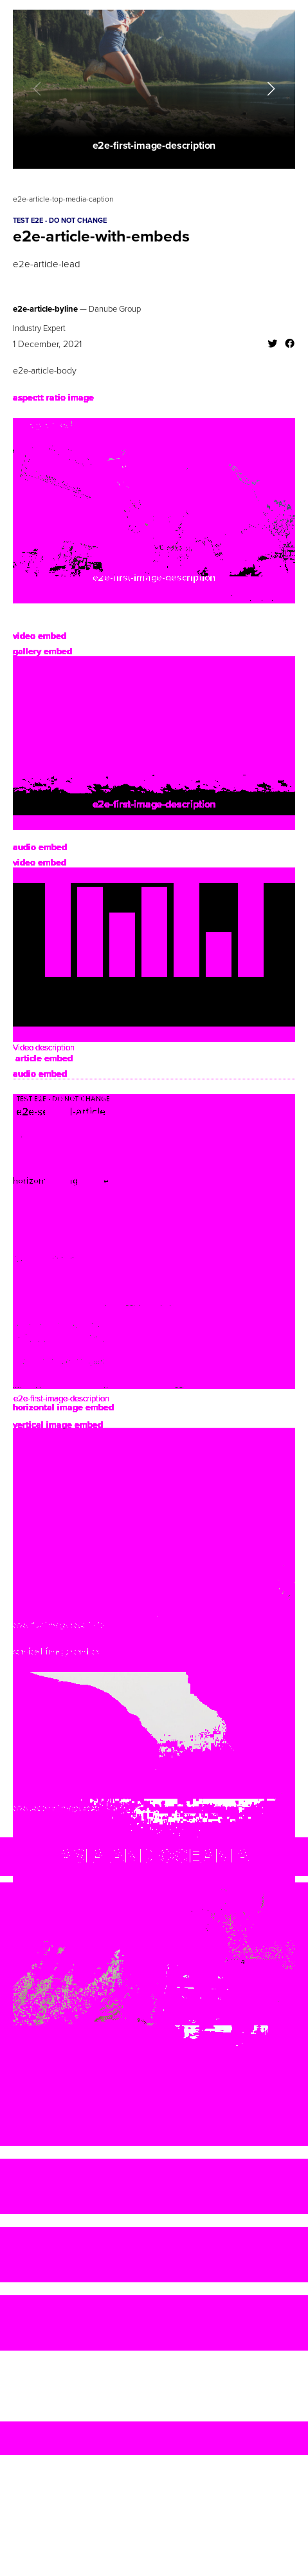 e2e-first-image-description
e2e-article-top-media-caption
TEST E2E - DO NOT CHANGE
e2e-article-with-embeds
e2e-article-lead
e2e-article-byline — Danube Group
Industry Expert
1 December, 2021
e2e-article-body
aspectt ratio image
e2e-first-image-description
video embed
gallery embed
e2e-first-image-description
audio embed
video embed
Video description
article embed
audio embed
TEST E2E - DO NOT CHANGE
e2e-first-image-description
horizontal image embed
vertical image embed